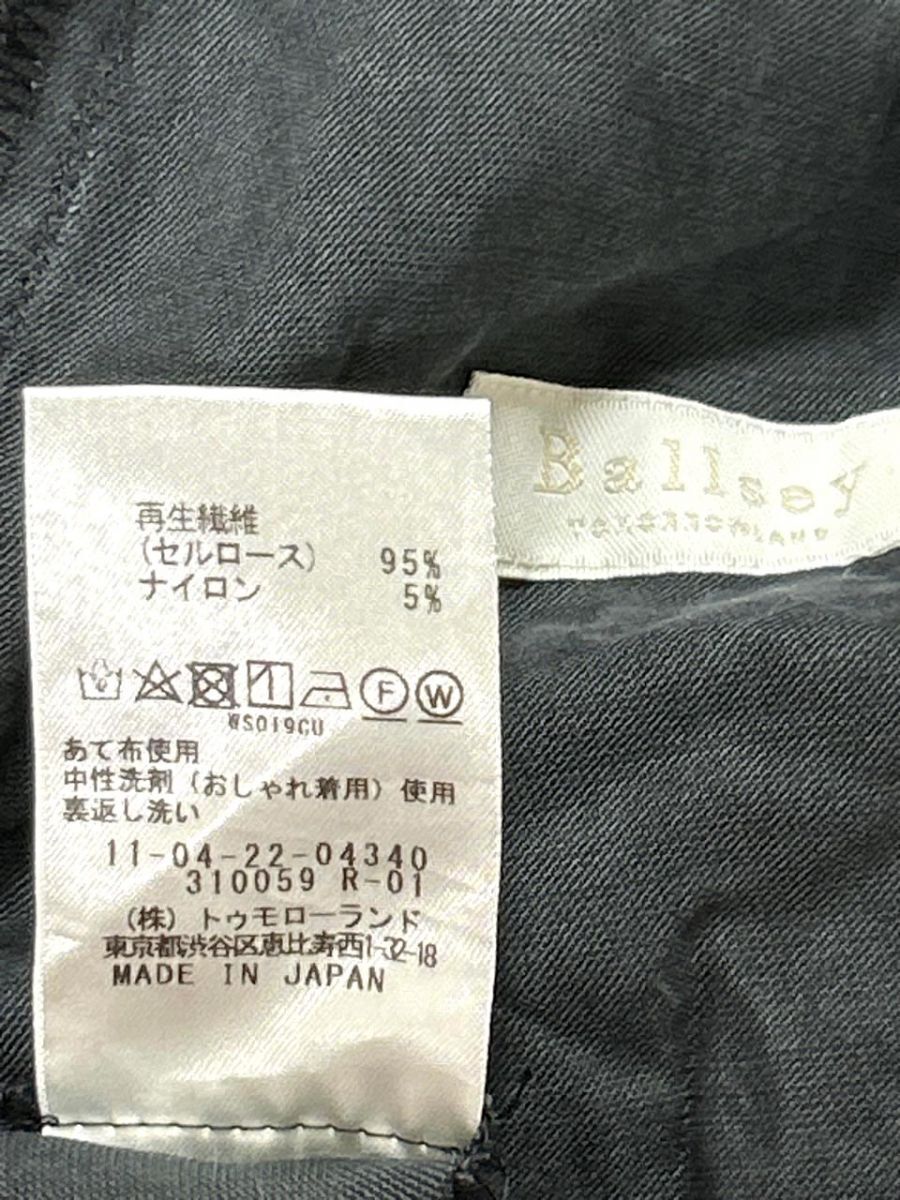 再生繊維
(セルロース) 95%
ナイロン 5%
F W
WS019GU
あて布使用
中性洗剤(おしゃれ着用)使用
裏返し洗い
11-04-22-04340
310059 R-01
(株)トゥモローランド
東京都渋谷区恵比寿西1-32-18
MADE IN JAPAN
Ballsey
TOMORROWLAND